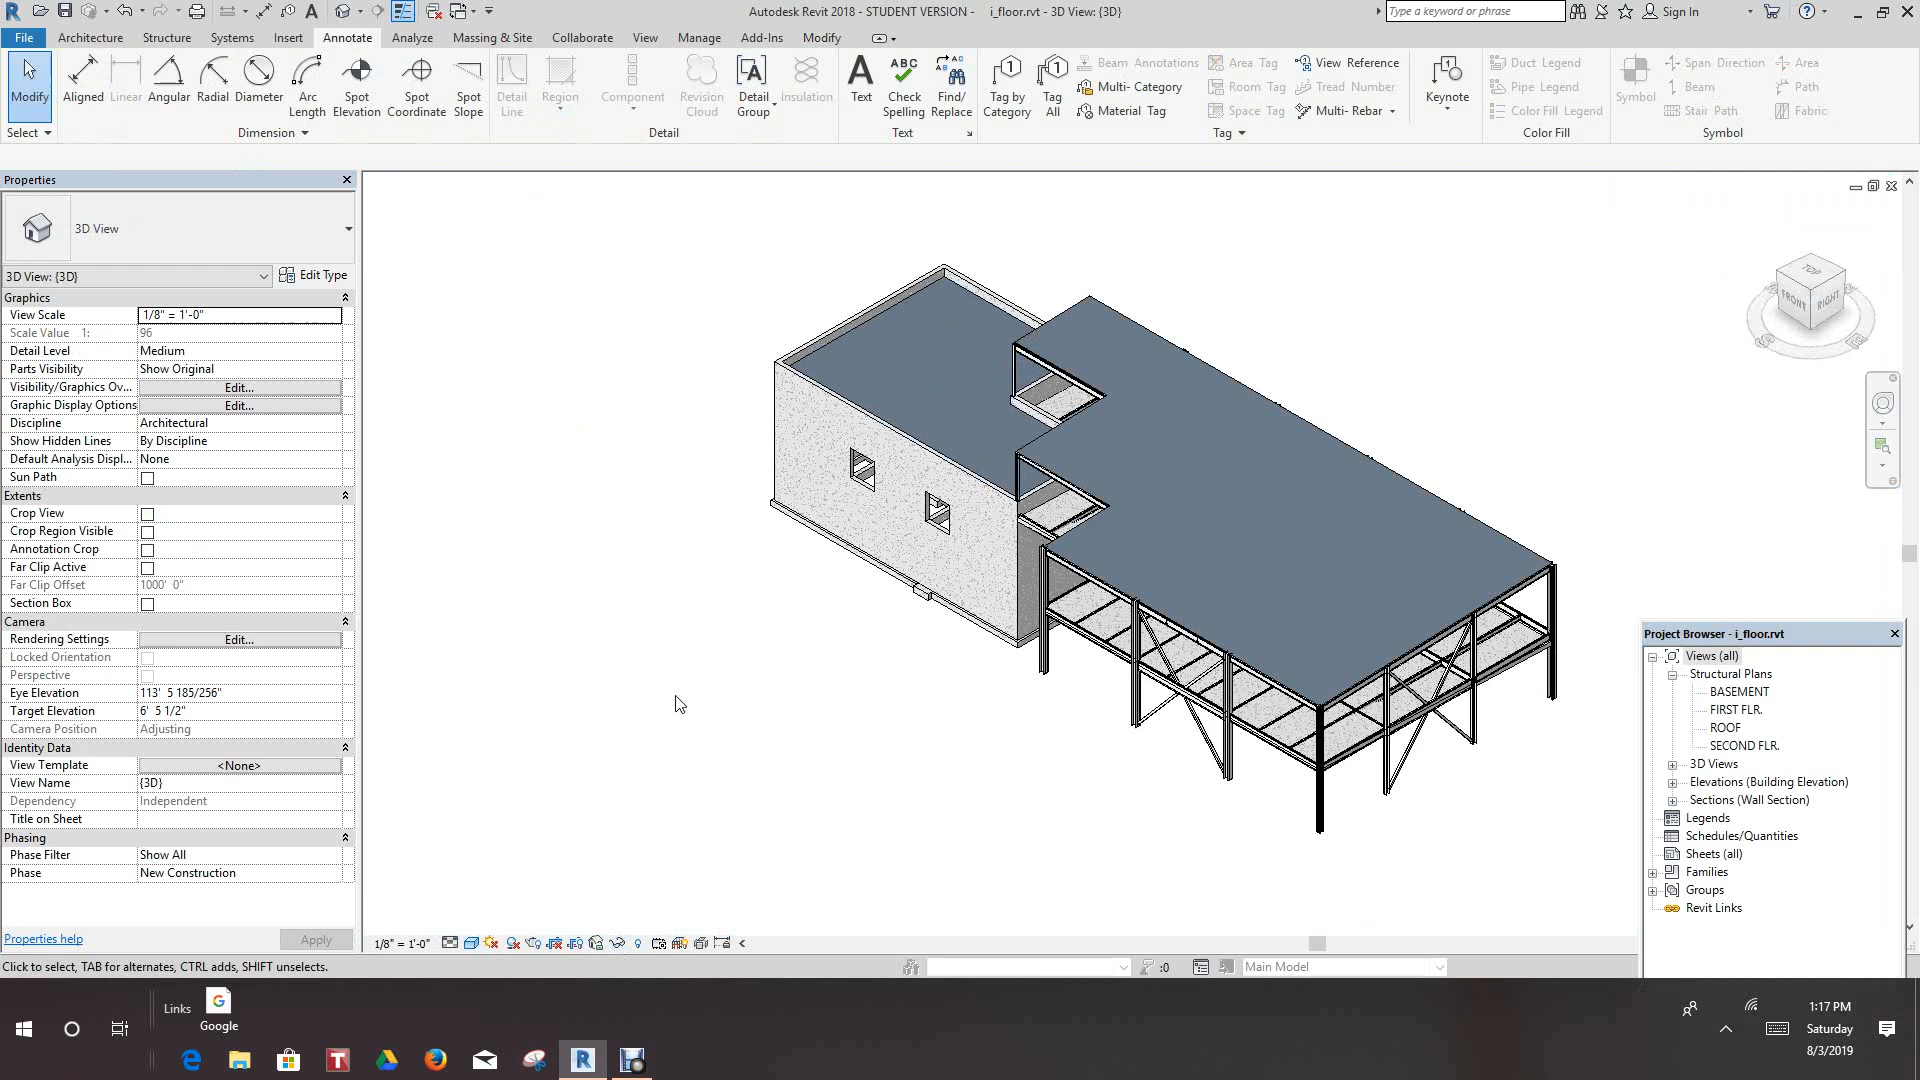 Autodesk Revit 2018 - STUDENT VERSION - i_floor.rvt - 3D View: {3D}
Type a keyword or phrase
Sign In
File Architecture Structure Systems Insert Annotate Analyze Massing & Site Collaborate View Manage Add-Ins Modify
Modify
Select
Aligned Linear Angular Radial Diameter Arc Length Spot Elevation Spot Coordinate Spot Slope
Dimension
Detail Line Region Component Revision Cloud Detail Group Insulation
Detail
A Text ABC Check Spelling Find/ Replace
Text
Tag by Category Tag All
Beam Annotations
Multi- Category
Material Tag
Area Tag
Room Tag
Space Tag
View Reference
Tread Number
Multi- Rebar
Tag
Keynote
Duct Legend
Pipe Legend
Color Fill Legend
Color Fill
Symbol
Span Direction
Beam
Stair Path
Area
Path
Fabric
Symbol
Properties
3D View
3D View: {3D}
Edit Type
Graphics
View Scale 1/8" = 1'-0"
Scale Value 1: 96
Detail Level Medium
Parts Visibility Show Original
Visibility/Graphics Ov... Edit...
Graphic Display Options Edit...
Discipline Architectural
Show Hidden Lines By Discipline
Default Analysis Displ... None
Sun Path
Extents
Crop View
Crop Region Visible
Annotation Crop
Far Clip Active
Far Clip Offset 1000' 0"
Section Box
Camera
Rendering Settings Edit...
Locked Orientation
Perspective
Eye Elevation 113' 5 185/256"
Target Elevation 6' 5 1/2"
Camera Position Adjusting
Identity Data
View Template <None>
View Name {3D}
Dependency Independent
Title on Sheet
Phasing
Phase Filter Show All
Phase New Construction
Properties help
Apply
TOP
FRONT RIGHT
S E
Project Browser - i_floor.rvt
Views (all)
Structural Plans
BASEMENT
FIRST FLR.
ROOF
SECOND FLR.
3D Views
Elevations (Building Elevation)
Sections (Wall Section)
Legends
Schedules/Quantities
Sheets (all)
Families
Groups
Revit Links
1/8" = 1'-0"
Click to select, TAB for alternates, CTRL adds, SHIFT unselects.
:0
Main Model
Links
Google
1:17 PM
Saturday
8/3/2019